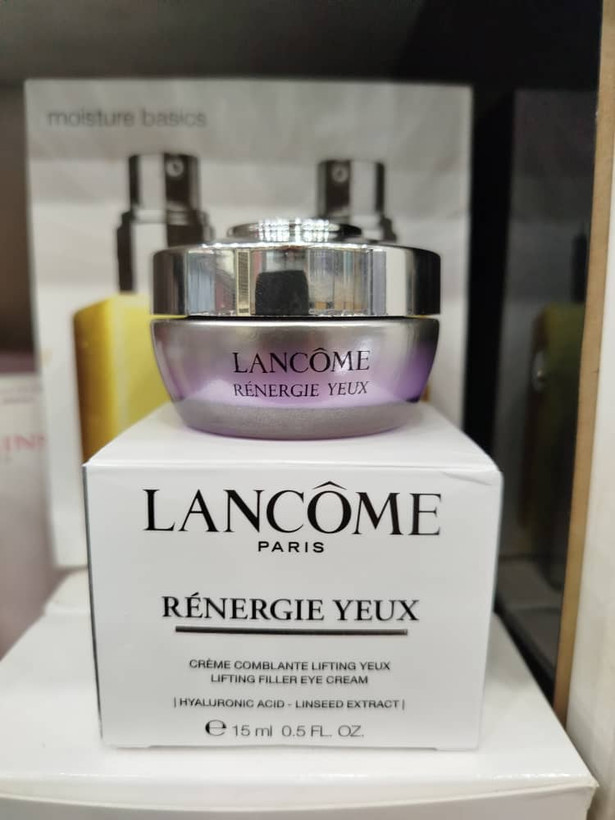 moisture basics
LANCÔME
RÉNERGIE YEUX
LANCÔME
PARIS
RÉNERGIE YEUX
CRÈME COMBLANTE LIFTING YEUX
LIFTING FILLER EYE CREAM
| HYALURONIC ACID - LINSEED EXTRACT |
℮ 15 ml 0.5 FL. OZ.